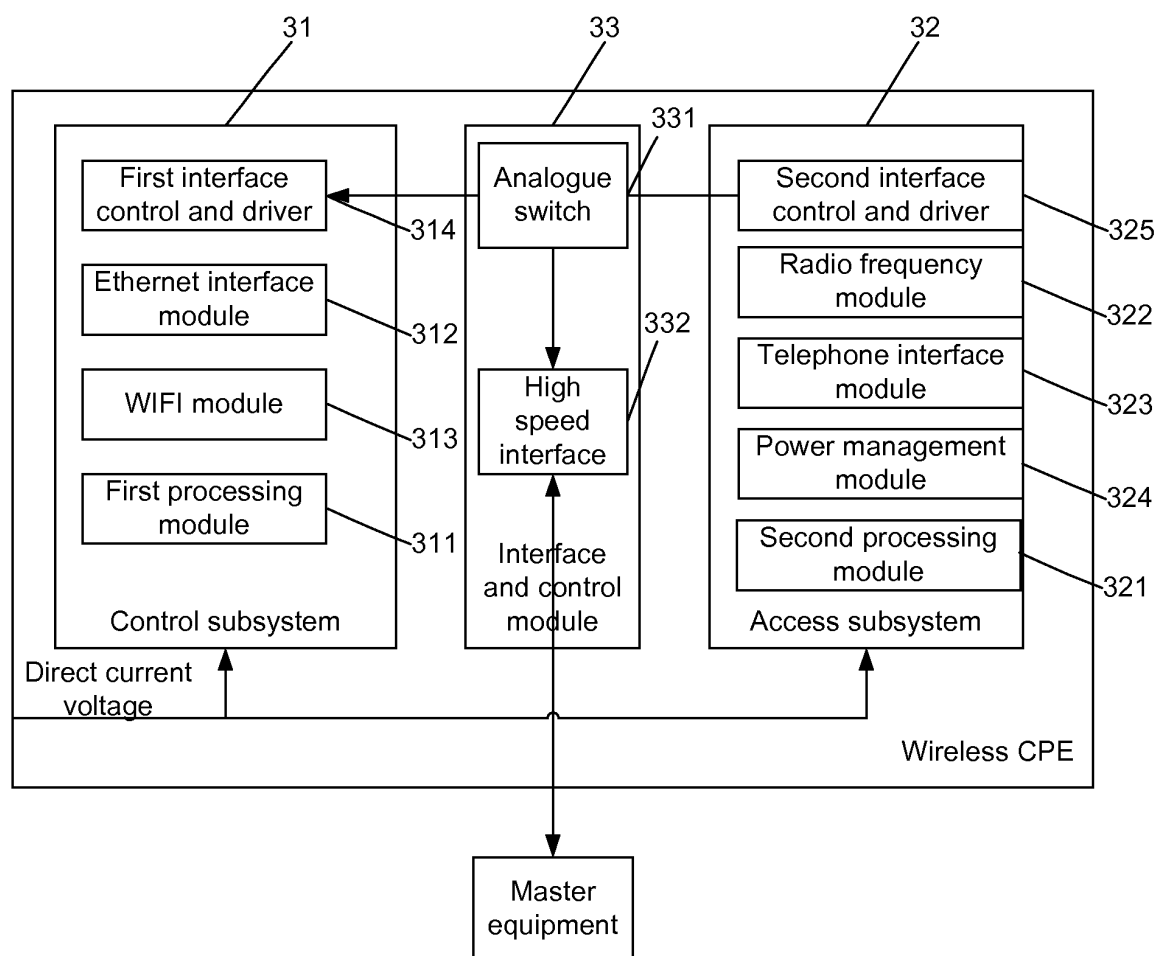 31
33
32
331
First interface
control and driver
314
Analogue
switch
Second interface
control and driver
325
Ethernet interface
module
312
Radio frequency
module
322
332
WIFI module
313
High
speed
interface
Telephone interface
module
323
Power management
module
324
First processing
module
311
Interface
and control
module
Second processing
module
321
Control subsystem
Access subsystem
Direct current
voltage
Wireless CPE
Master
equipment